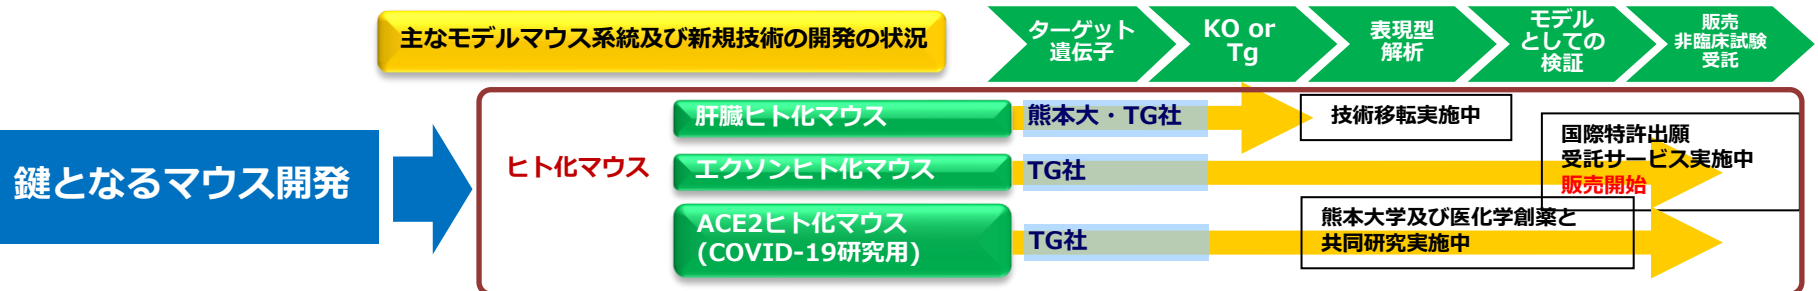 主なモデルマウス系統及び新規技術の開発の状況
ターゲット
遺伝子
KO or
Tg
表現型
解析
モデル
としての
検証
販売
非臨床試験
受託
鍵となるマウス開発
ヒト化マウス
肝臓ヒト化マウス
熊本大・TG社
技術移転実施中
エクソンヒト化マウス
TG社
国際特許出願
受託サービス実施中
販売開始
ACE2ヒト化マウス
(COVID-19研究用)
TG社
熊本大学及び医化学創薬と
共同研究実施中